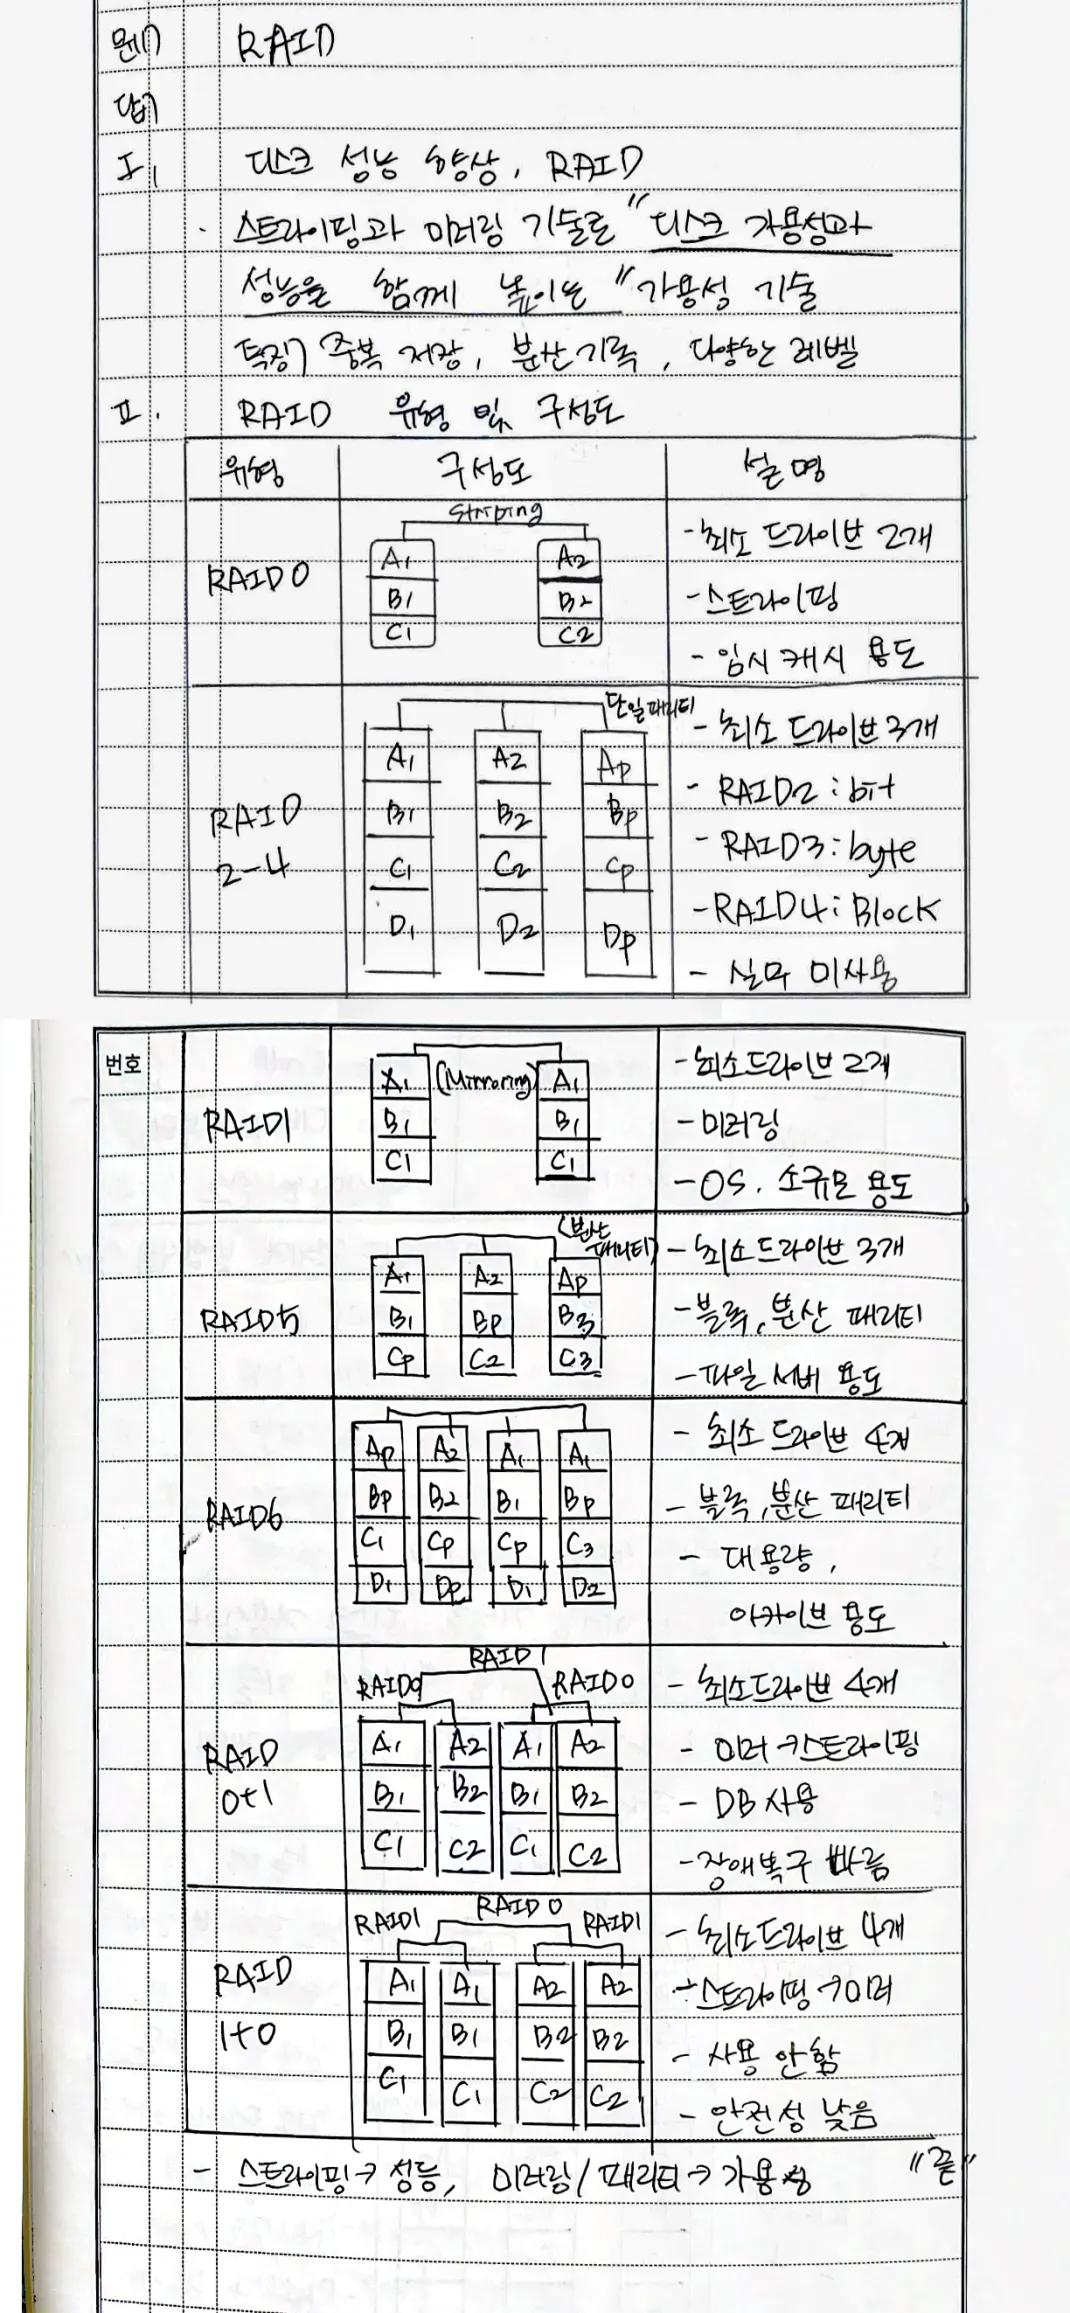 문1) RAID
답)
I. 디스크 성능 향상, RAID
· 스트라이핑과 미러링 기술로 "디스크 가용성과
성능을 함께 높이는" 가용성 기술
특징) 중복 저장, 분산기록, 다양한 레벨
II. RAID 유형 및 구성도
유형 구성도 설명
striping
RAID0
A1 A2
B1 B2
C1 C2
-최소 드라이브 2개
-스트라이핑
- 임시 캐시 용도
RAID
2-4
단일패리티
A1 A2 Ap
B1 B2 Bp
C1 C2 Cp
D1 D2 Dp
- 최소 드라이브 3개
- RAID2 : bit
- RAID3 : byte
-RAID4 : Block
- 실무 미사용
번호
RAID1
A1 (Mirroring) A1
B1 B1
C1 C1
-최소드라이브 2개
-미러링
-OS, 소규모 용도
RAID5
(분산
패리티)
A1 A2 Ap
B1 Bp B3
Cp C2 C3
- 최소드라이브 3개
-블록, 분산 패리티
-파일 서버 용도
RAID6
Ap A2 A1 A1
Bp B2 B1 Bp
C1 Cp Cp C3
D1 Dp D1 D2
- 최소 드라이브 4개
- 블록, 분산 패리티
- 대용량,
아카이브 용도
RAID
0+1
RAID1
RAID0 RAID0
A1 A2 A1 A2
B1 B2 B1 B2
C1 C2 C1 C2
- 최소드라이브 4개
- 미러 → 스트라이핑
- DB 사용
-장애복구 빠름
RAID
1+0
RAID0
RAID1 RAID1
A1 A1 A2 A2
B1 B1 B2 B2
C1 C1 C2 C2
- 최소드라이브 4개
-스트라이핑→미러
- 사용 안함
- 안전성 낮음
- 스트라이핑→성능, 미러링/패리티→가용성 "끝"